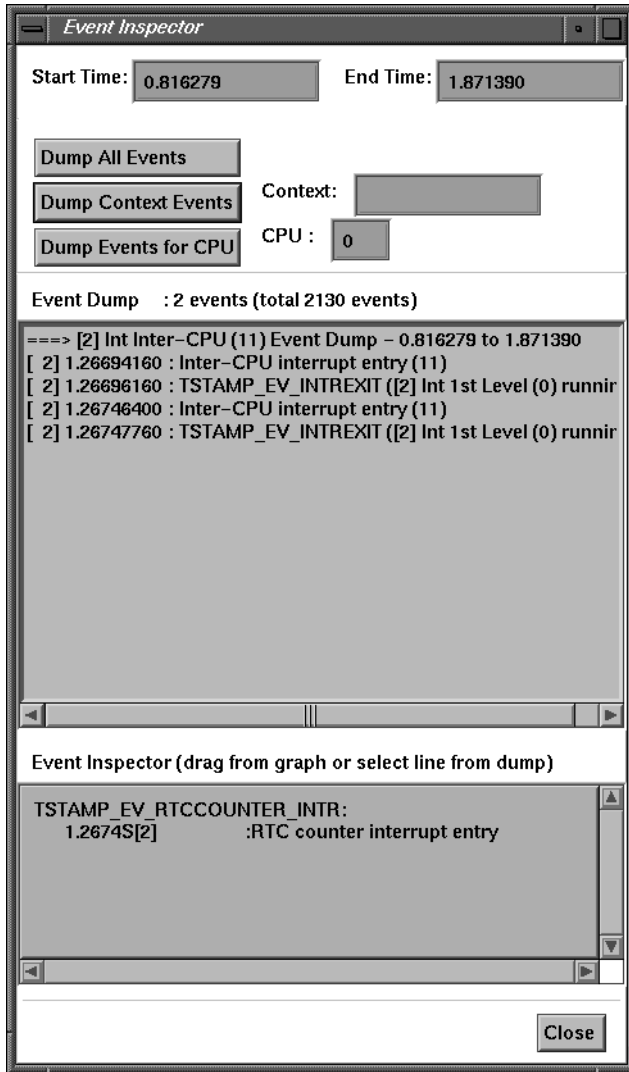 Event Inspector
Start Time: 0.816279 End Time: 1.871390
Dump All Events
Dump Context Events Context:
Dump Events for CPU CPU : 0
Event Dump : 2 events (total 2130 events)
===> [2] Int Inter-CPU (11) Event Dump - 0.816279 to 1.871390
[ 2] 1.26694160 : Inter-CPU interrupt entry (11)
[ 2] 1.26696160 : TSTAMP_EV_INTREXIT ([2] Int 1st Level (0) runnin
[ 2] 1.26746400 : Inter-CPU interrupt entry (11)
[ 2] 1.26747760 : TSTAMP_EV_INTREXIT ([2] Int 1st Level (0) runnin
Event Inspector (drag from graph or select line from dump)
TSTAMP_EV_RTCCOUNTER_INTR:
1.2674S[2] :RTC counter interrupt entry
Close